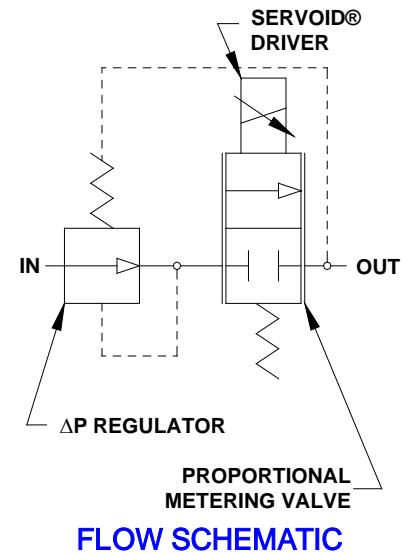 SERVOID®
DRIVER
IN
OUT
ΔP REGULATOR
PROPORTIONAL
METERING VALVE
FLOW SCHEMATIC